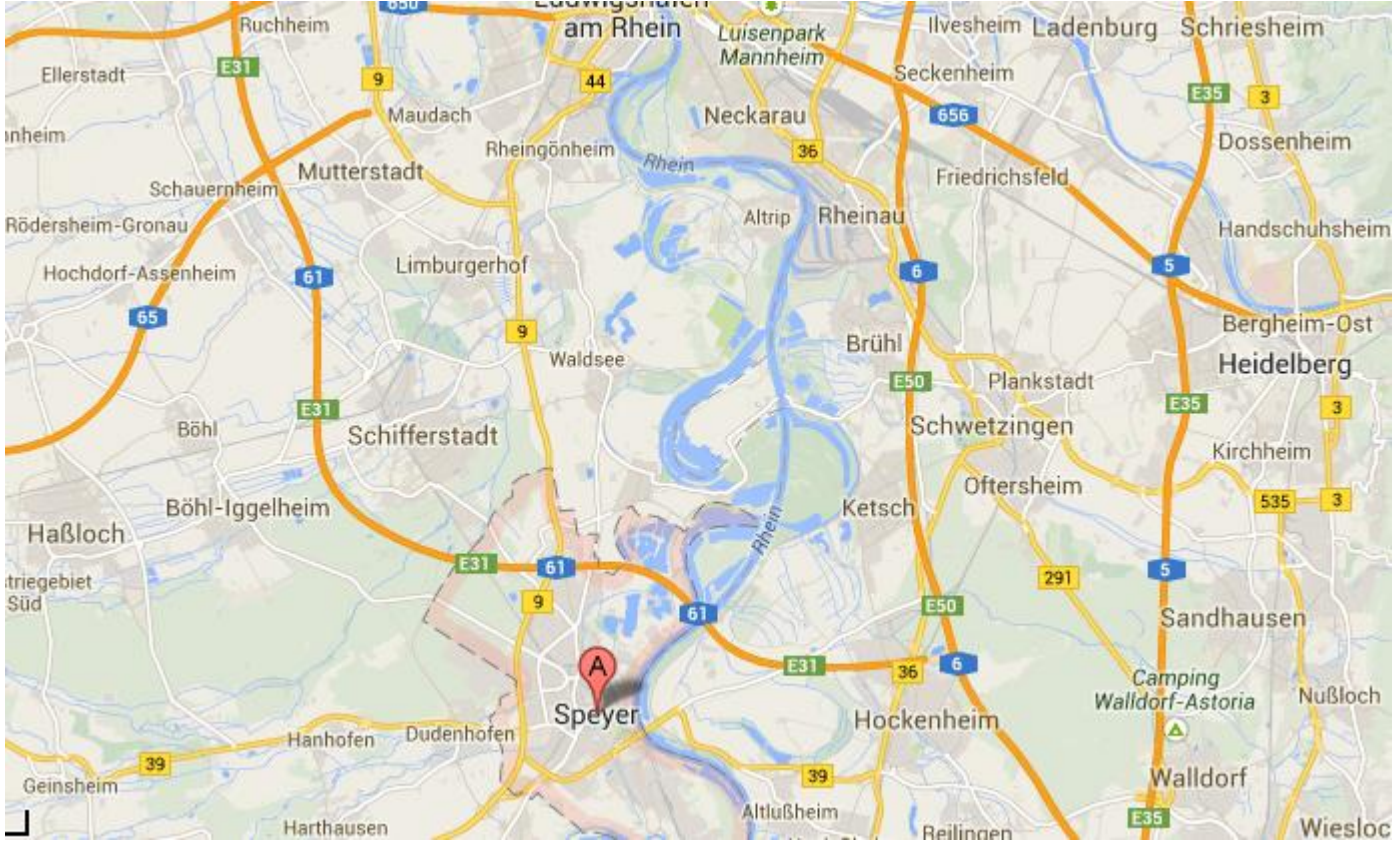 650
Ludwigshafen
am Rhein
Ruchheim
Luisenpark
Mannheim
Ilvesheim
Ladenburg
Schriesheim
Ellerstadt
E31
9
44
Seckenheim
E35
3
Maudach
Neckarau
656
Dossenheim
Rheingönheim
36
Mutterstadt
Rhein
Friedrichsfeld
Schauernheim
Rödersheim-Gronau
Altrip
Rheinau
Handschuhsheim
Hochdorf-Assenheim
61
Limburgerhof
6
5
65
9
Bergheim-Ost
Waldsee
Brühl
Heidelberg
E50
Plankstadt
E31
E35
3
Böhl
Schifferstadt
Schwetzingen
Kirchheim
Böhl-Iggelheim
Oftersheim
535
3
Haßloch
Ketsch
Rhein
E31
61
5
striegebiet
Süd
291
9
61
E50
Sandhausen
A
E31
36
6
Camping
Walldorf-Astoria
Nußloch
Speyer
Hockenheim
Hanhofen
Dudenhofen
39
39
Geinsheim
Walldorf
Altlußheim
E35
Harthausen
Reilingen
Wiesloc